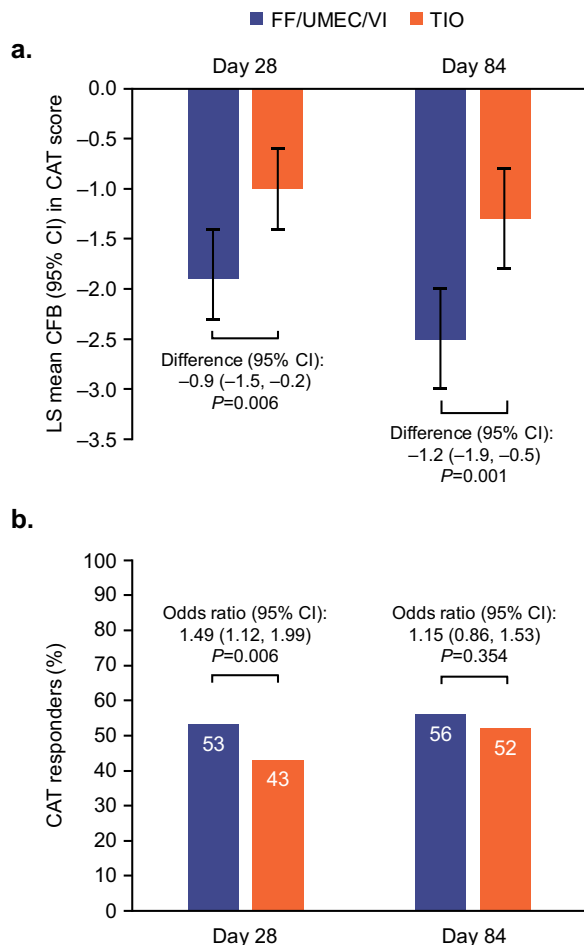 FF/UMEC/VI TIO
a.
Day 28 Day 84
LS mean CFB (95% CI) in CAT score
0.0
–0.5
–1.0
–1.5
–2.0
–2.5
–3.0
–3.5
Difference (95% CI):
–0.9 (–1.5, –0.2)
P=0.006
Difference (95% CI):
–1.2 (–1.9, –0.5)
P=0.001
b.
CAT responders (%)
100
90
80
70
60
50
40
30
20
10
0
Odds ratio (95% CI):
1.49 (1.12, 1.99)
P=0.006
Odds ratio (95% CI):
1.15 (0.86, 1.53)
P=0.354
53 43 56 52
Day 28 Day 84